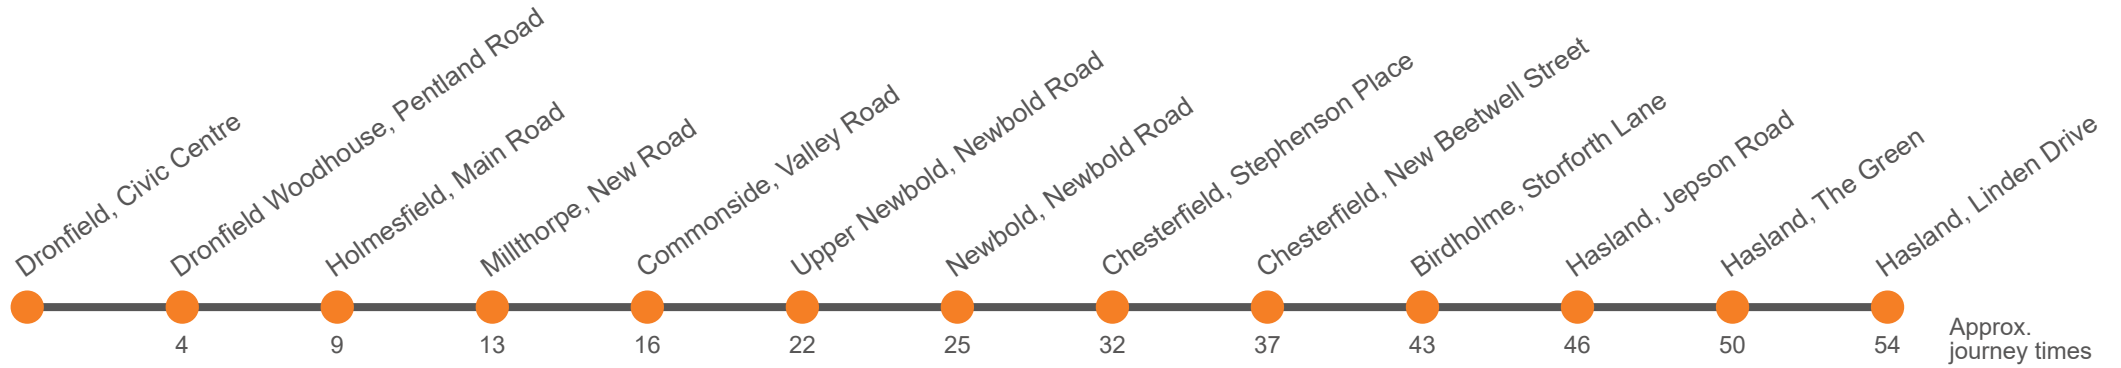 Dronfield, Civic Centre
Dronfield Woodhouse, Pentland Road
Holmesfield, Main Road
Millthorpe, New Road
Commonside, Valley Road
Upper Newbold, Newbold Road
Newbold, Newbold Road
Chesterfield, Stephenson Place
Chesterfield, New Beetwell Street
Birdholme, Storforth Lane
Hasland, Jepson Road
Hasland, The Green
Hasland, Linden Drive
4
9
13
16
22
25
32
37
43
46
50
54
Approx.
journey times